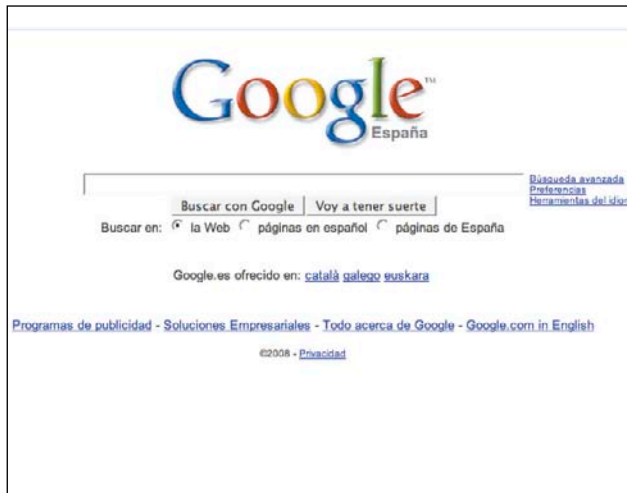 Google™
España
Búsqueda avanzada
Preferencias
Herramientas del idior
Buscar con Google Voy a tener suerte
Buscar en: la Web páginas en español páginas de España
Google.es ofrecido en: català galego euskara
Programas de publicidad - Soluciones Empresariales - Todo acerca de Google - Google.com in English
©2008 - Privacidad